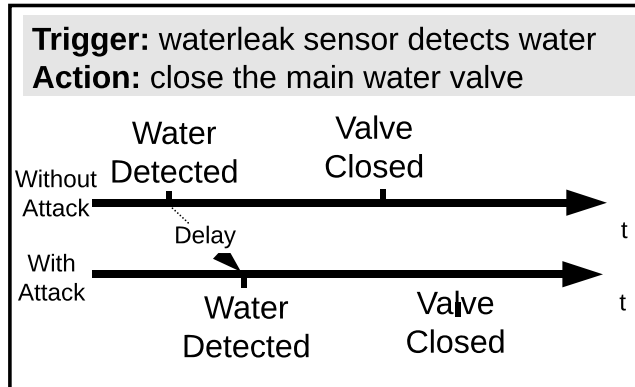 Trigger: waterleak sensor detects water
Action: close the main water valve
Water
Detected
Valve
Closed
Without
Attack
t
Delay
With
Attack
t
Water
Detected
Valve
Closed